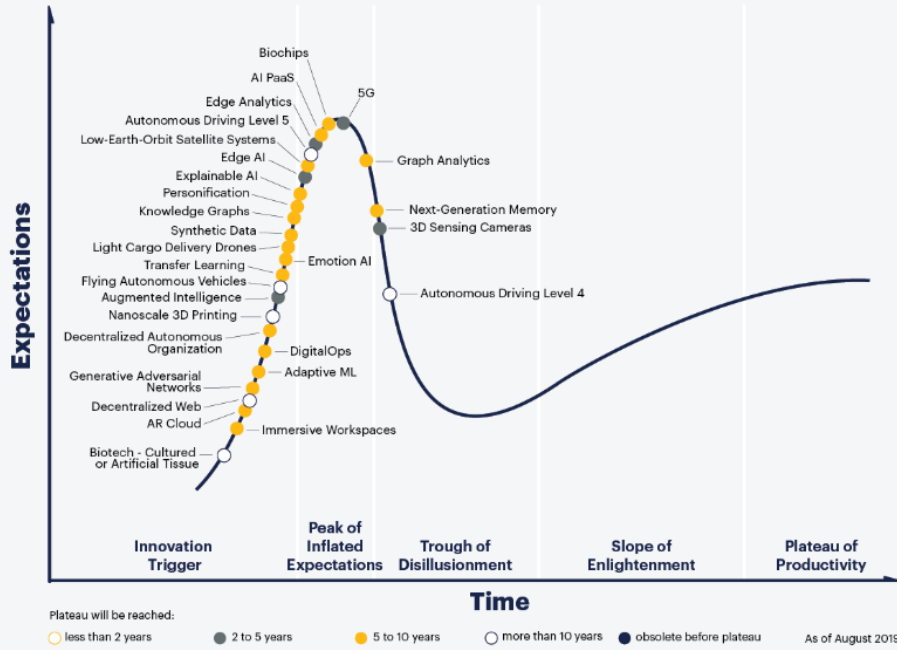 Biochips
AI PaaS
5G
Edge Analytics
Autonomous Driving Level 5
Low-Earth-Orbit Satellite Systems
Edge AI
Graph Analytics
Explainable AI
Personification
Knowledge Graphs
Next-Generation Memory
Synthetic Data
3D Sensing Cameras
Light Cargo Delivery Drones
Transfer Learning
Emotion AI
Flying Autonomous Vehicles
Augmented Intelligence
Autonomous Driving Level 4
Nanoscale 3D Printing
Decentralized Autonomous
Organization
DigitalOps
Generative Adversarial
Networks
Adaptive ML
Decentralized Web
AR Cloud
Immersive Workspaces
Biotech - Cultured
or Artificial Tissue
Expectations
Innovation
Trigger
Peak of
Inflated
Expectations
Trough of
Disillusionment
Slope of
Enlightenment
Plateau of
Productivity
Time
Plateau will be reached:
less than 2 years
2 to 5 years
5 to 10 years
more than 10 years
obsolete before plateau
As of August 2019